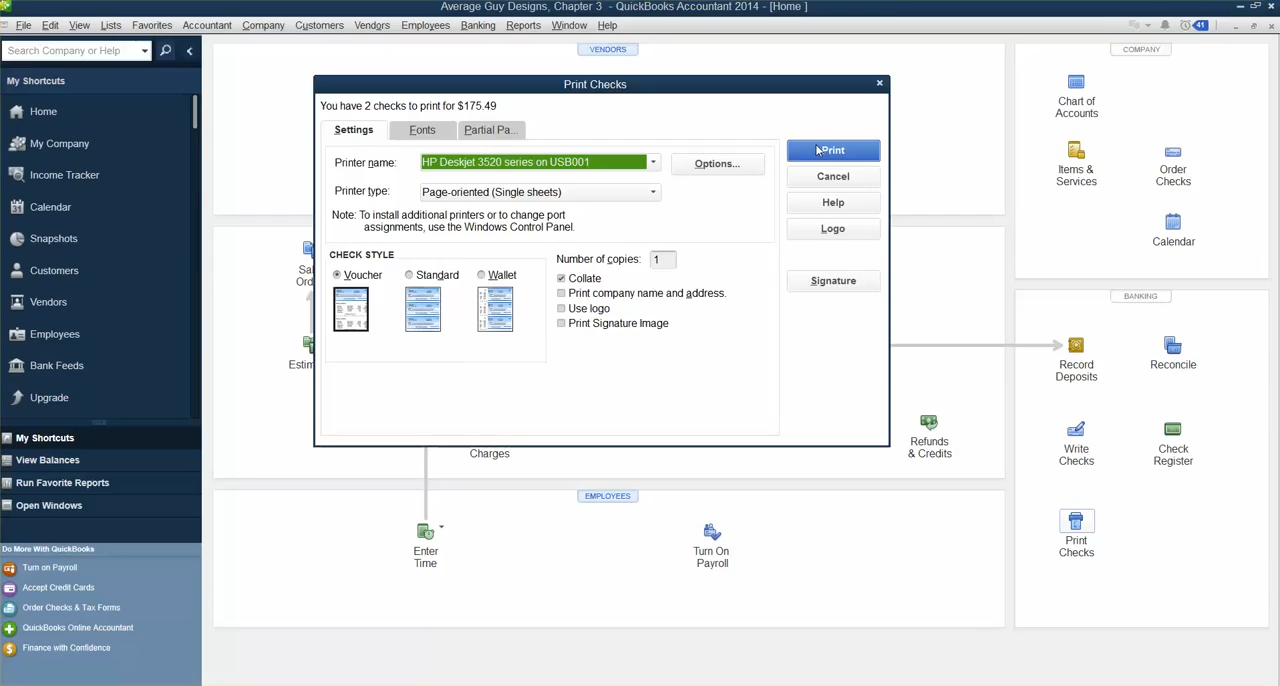 Average Guy Designs, Chapter 3 - QuickBooks Accountant 2014 - [Home ]
File Edit View Lists Favorites Accountant Company Customers Vendors Employees Banking Reports Window Help
41
Search Company or Help
My Shortcuts
Home
My Company
Income Tracker
Calendar
Snapshots
Customers
Vendors
Employees
Bank Feeds
Upgrade
My Shortcuts
View Balances
Run Favorite Reports
Open Windows
Do More With QuickBooks
Turn on Payroll
Accept Credit Cards
Order Checks & Tax Forms
QuickBooks Online Accountant
Finance with Confidence
VENDORS
Print Checks
You have 2 checks to print for $175.49
Settings Fonts Partial Pa...
Printer name: HP Deskjet 3520 series on USB001 Options...
Printer type: Page-oriented (Single sheets)
Note: To install additional printers or to change port
assignments, use the Windows Control Panel.
CHECK STYLE
Voucher Standard Wallet
Number of copies: 1
Collate
Print company name and address.
Use logo
Print Signature Image
Print
Cancel
Help
Logo
Signature
Sal
Ord
Estim
Charges
Refunds
& Credits
EMPLOYEES
Enter
Time
Turn On
Payroll
COMPANY
Chart of
Accounts
Items &
Services
Order
Checks
Calendar
BANKING
Record
Deposits
Reconcile
Write
Checks
Check
Register
Print
Checks